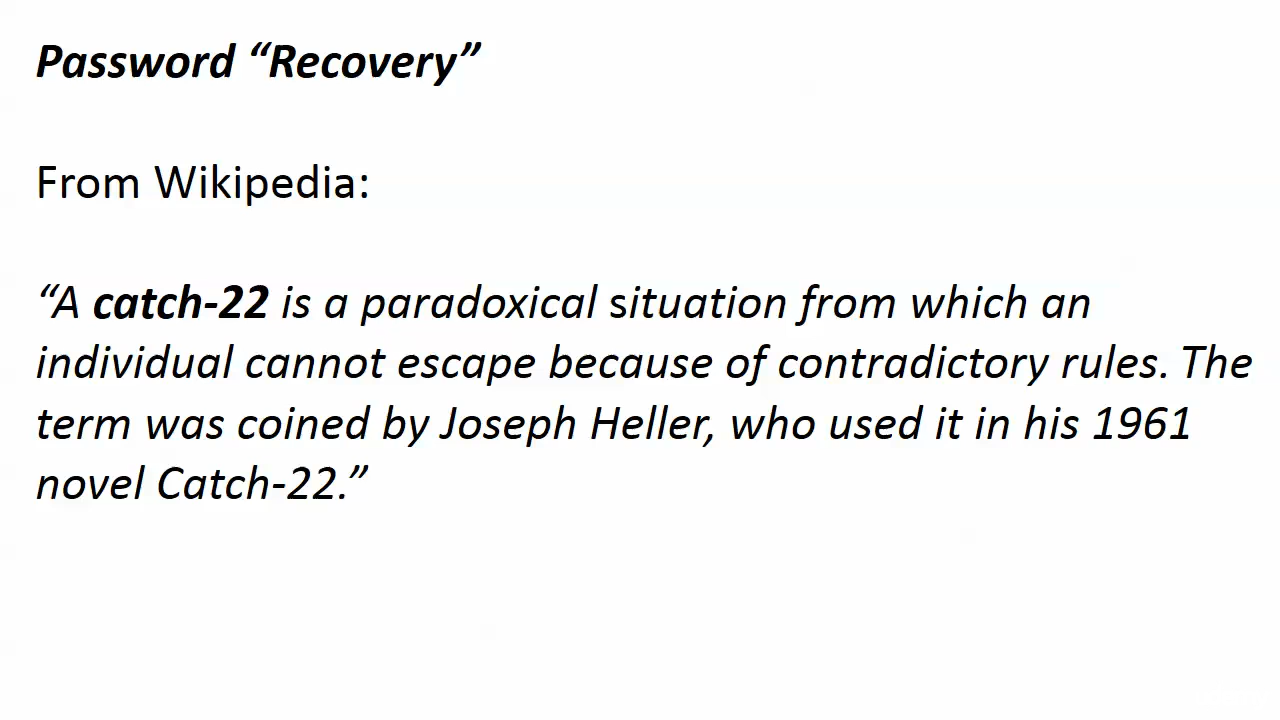 Password “Recovery”
From Wikipedia:
“A catch-22 is a paradoxical situation from which an
individual cannot escape because of contradictory rules. The
term was coined by Joseph Heller, who used it in his 1961
novel Catch-22.”